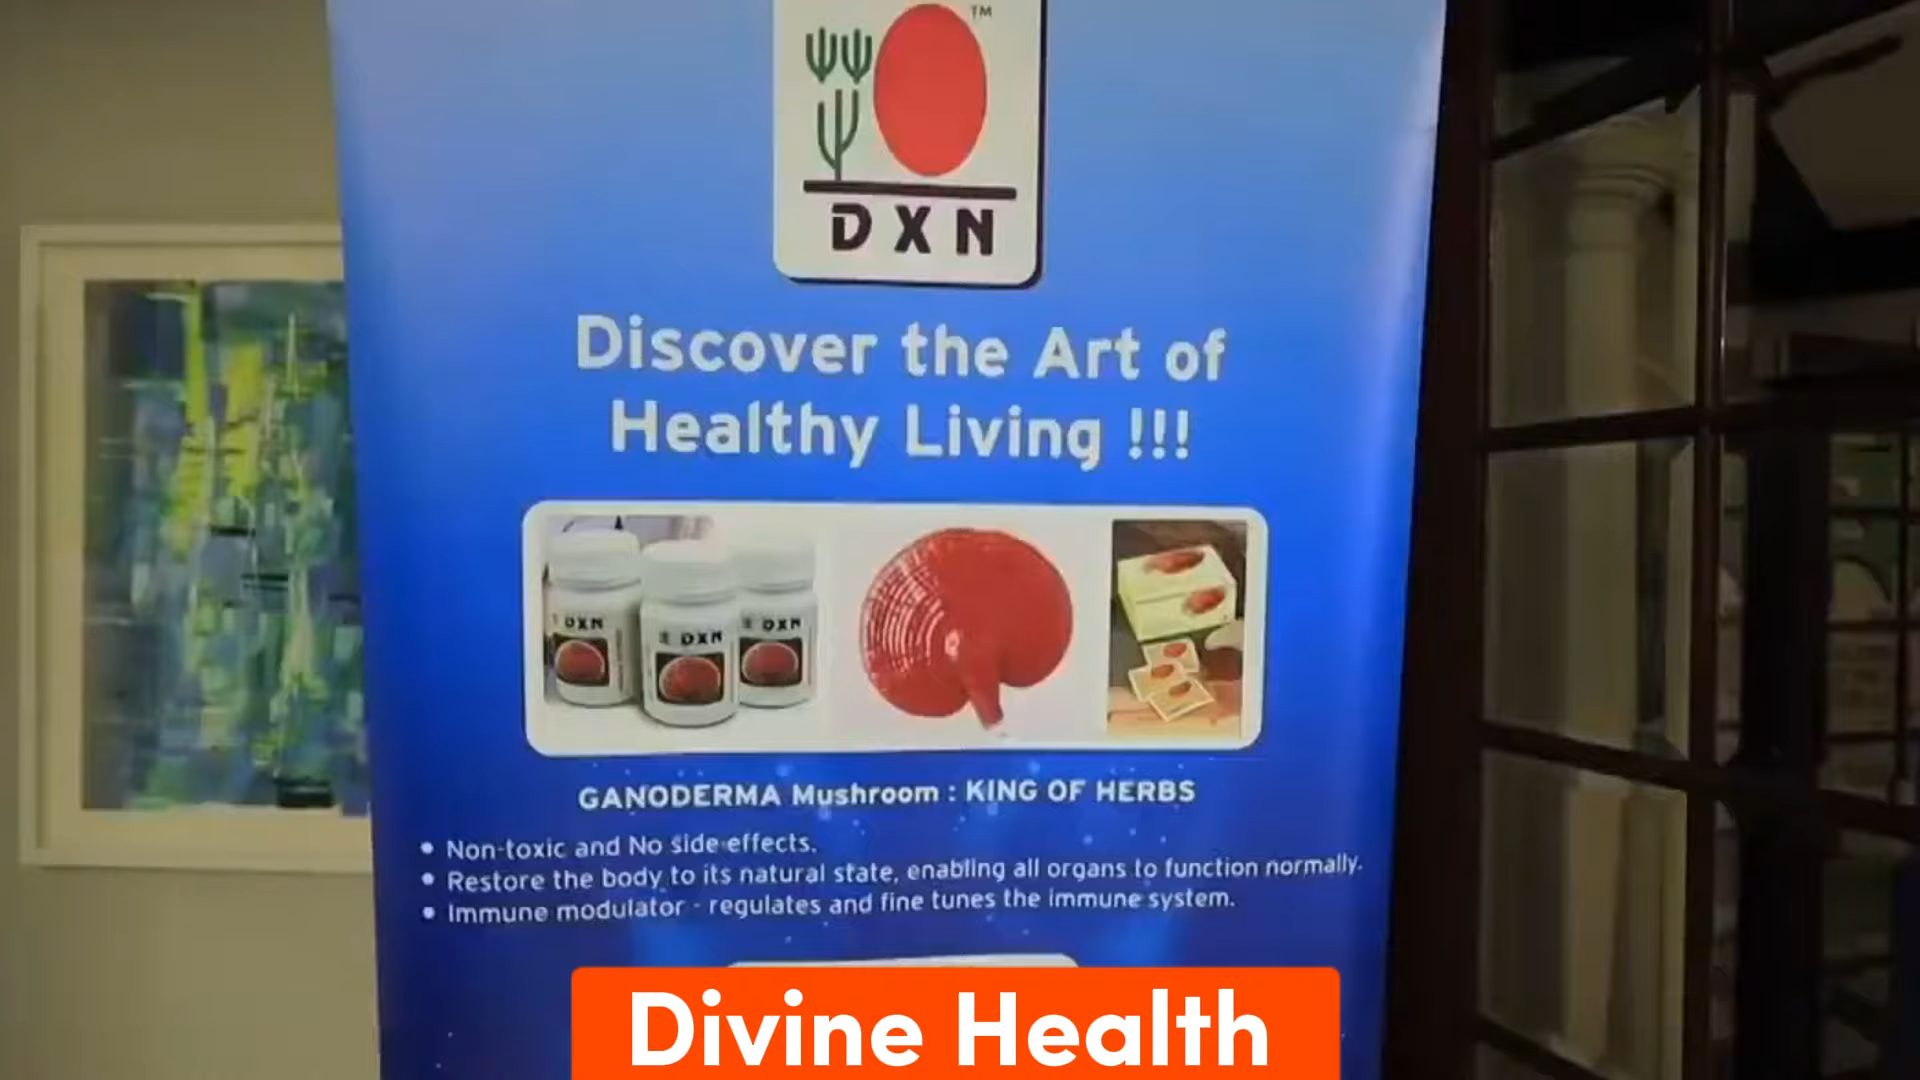 TM
DXN
Discover the Art of
Healthy Living !!!
DXN
DXN
DXN
GANODERMA Mushroom : KING OF HERBS
• Non-toxic and No side effects.
• Restore the body to its natural state, enabling all organs to function normally.
• Immune modulator - regulates and fine tunes the immune system.
Divine Health